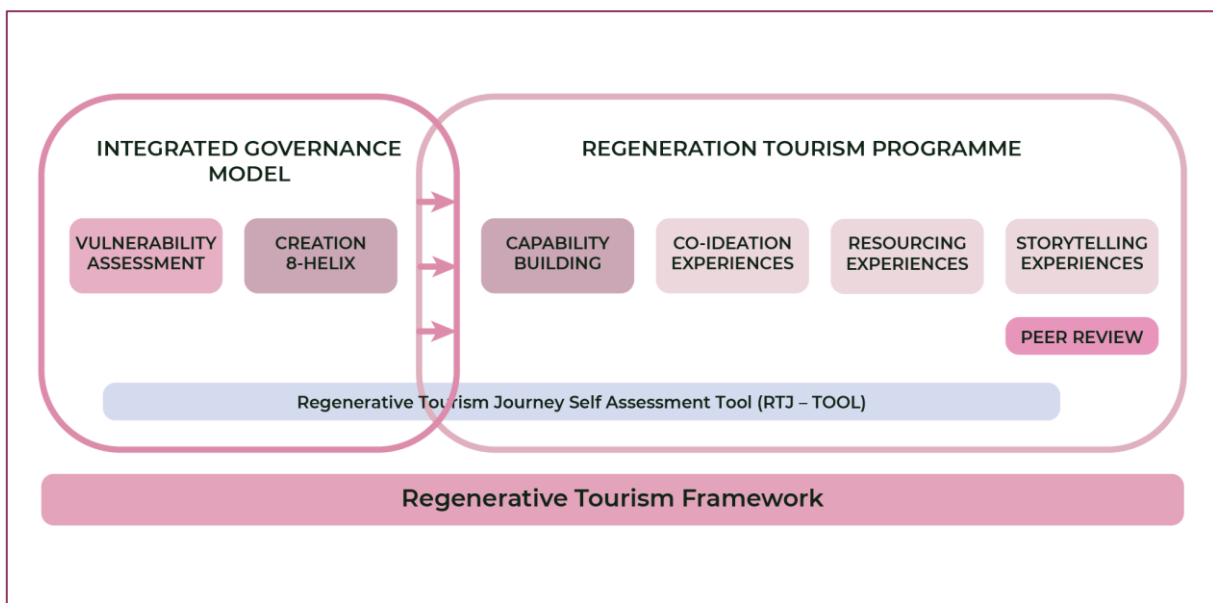 INTEGRATED GOVERNANCE
MODEL
VULNERABILITY
ASSESSMENT
CREATION
8-HELIX
REGENERATION TOURISM PROGRAMME
CAPABILITY
BUILDING
CO-IDEATION
EXPERIENCES
RESOURCING
EXPERIENCES
STORYTELLING
EXPERIENCES
PEER REVIEW
Regenerative Tourism Journey Self Assessment Tool (RTJ – TOOL)
Regenerative Tourism Framework